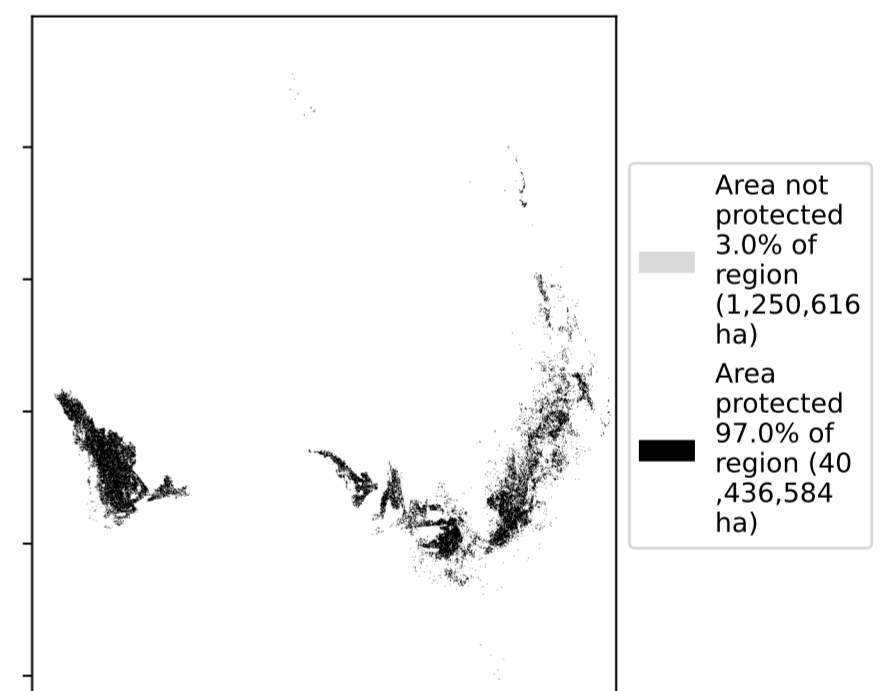 Area not
protected
3.0% of
region
(1,250,616
ha)
Area
protected
97.0% of
region (40
,436,584
ha)